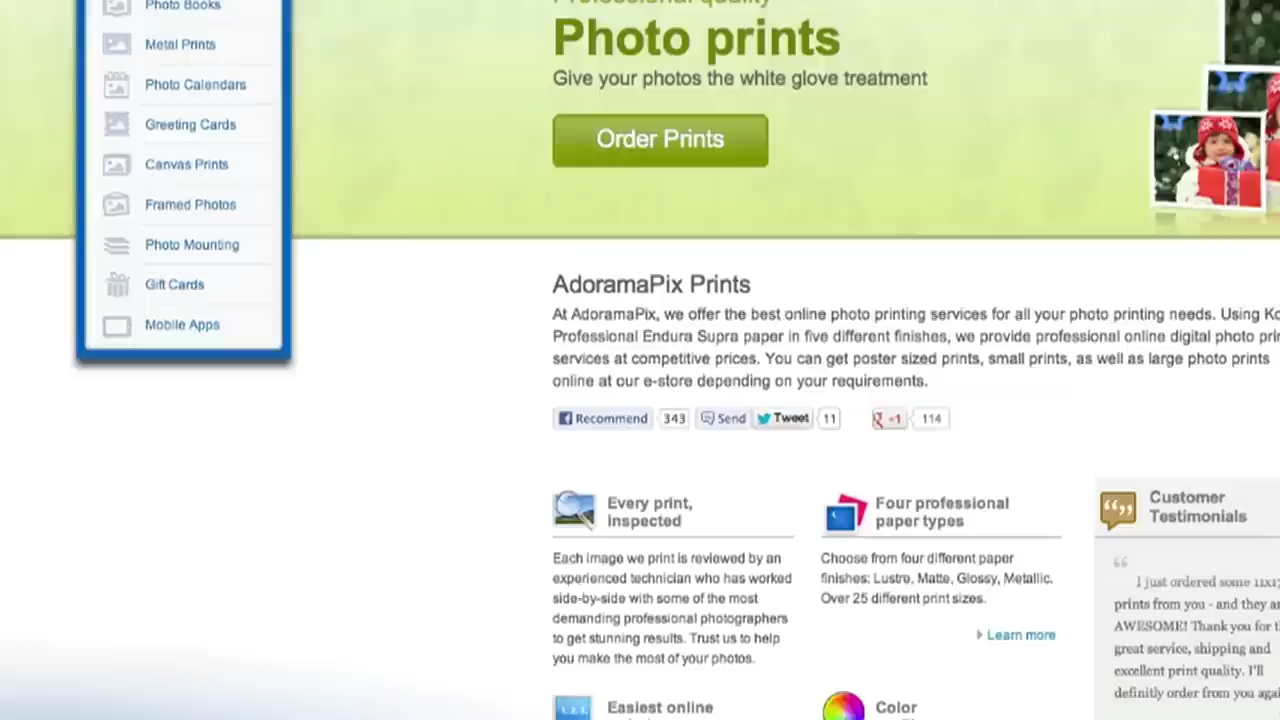 Photo Books
Metal Prints
Photo Calendars
Greeting Cards
Canvas Prints
Framed Photos
Photo Mounting
Gift Cards
Mobile Apps
Professional quality
Photo prints
Give your photos the white glove treatment
Order Prints
AdoramaPix Prints
At AdoramaPix, we offer the best online photo printing services for all your photo printing needs. Using
Professional Endura Supra paper in five different finishes, we provide professional online digital photo
services at competitive prices. You can get poster sized prints, small prints, as well as large photo prints
online at our e-store depending on your requirements.
Recommend 343 Send Tweet 11 +1 114
Every print,
inspected
Each image we print is reviewed by an
experienced technician who has worked
side-by-side with some of the most
demanding professional photographers
to get stunning results. Trust us to help
you make the most of your photos.
Four professional
paper types
Choose from four different paper
finishes: Lustre, Matte, Glossy, Metallic.
Over 25 different print sizes.
Learn more
Customer
Testimonials
I just ordered some 11x17
prints from you - and they
AWESOME! Thank you for
great service, shipping and
excellent print quality. I'll
definitly order from you
Easiest online
Color